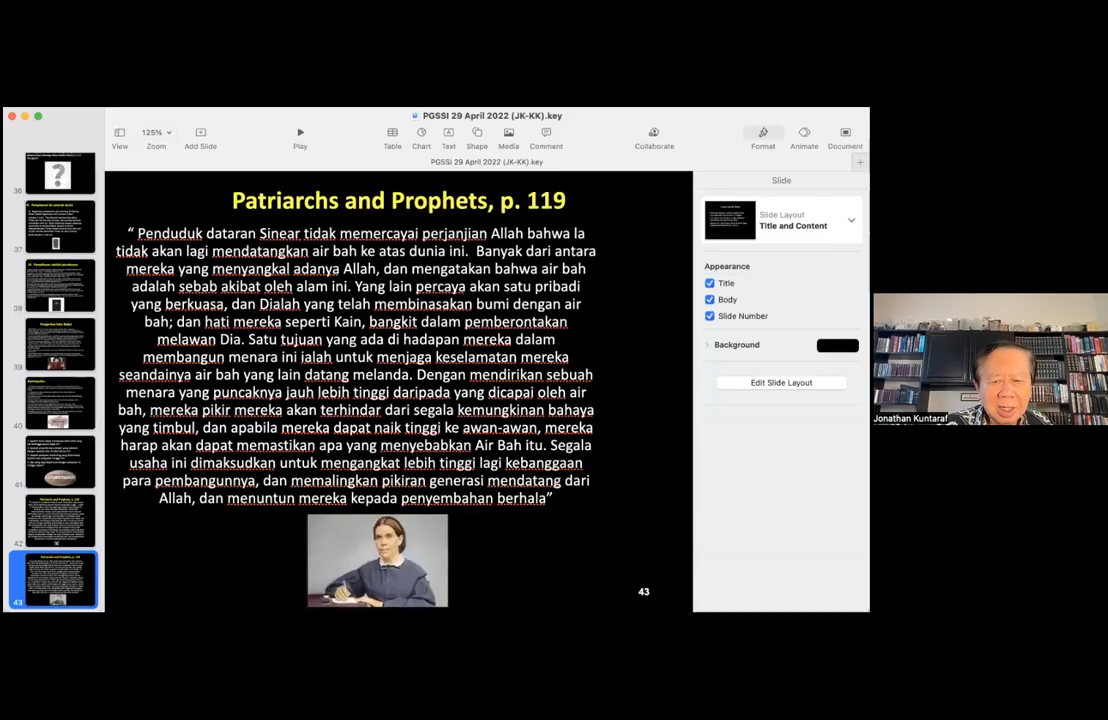 PGSSI 29 April 2022 (JK-KK).key
125%
View
Zoom
Add Slide
Play
Table
Chart
Text
Shape
Media
Comment
Collaborate
Format
Animate
Document
PGSSI 29 April 2022 (JK-KK).key
36
37
38
39
40
41
42
43
Patriarchs and Prophets, p. 119
“ Penduduk dataran Sinear tidak memercayai perjanjian Allah bahwa Ia
tidak akan lagi mendatangkan air bah ke atas dunia ini. Banyak dari antara
mereka yang menyangkal adanya Allah, dan mengatakan bahwa air bah
adalah sebab akibat oleh alam ini. Yang lain percaya akan satu pribadi
yang berkuasa, dan Dialah yang telah membinasakan bumi dengan air
bah; dan hati mereka seperti Kain, bangkit dalam pemberontakan
melawan Dia. Satu tujuan yang ada di hadapan mereka dalam
membangun menara ini ialah untuk menjaga keselamatan mereka
seandainya air bah yang lain datang melanda. Dengan mendirikan sebuah
menara yang puncaknya jauh lebih tinggi daripada yang dicapai oleh air
bah, mereka pikir mereka akan terhindar dari segala kemungkinan bahaya
yang timbul, dan apabila mereka dapat naik tinggi ke awan-awan, mereka
harap akan dapat memastikan apa yang menyebabkan Air Bah itu. Segala
usaha ini dimaksudkan untuk mengangkat lebih tinggi lagi kebanggaan
para pembangunnya, dan memalingkan pikiran generasi mendatang dari
Allah, dan menuntun mereka kepada penyembahan berhala”
43
Slide
Slide Layout
Title and Content
Appearance
Title
Body
Slide Number
Background
Edit Slide Layout
Jonathan Kuntaraf